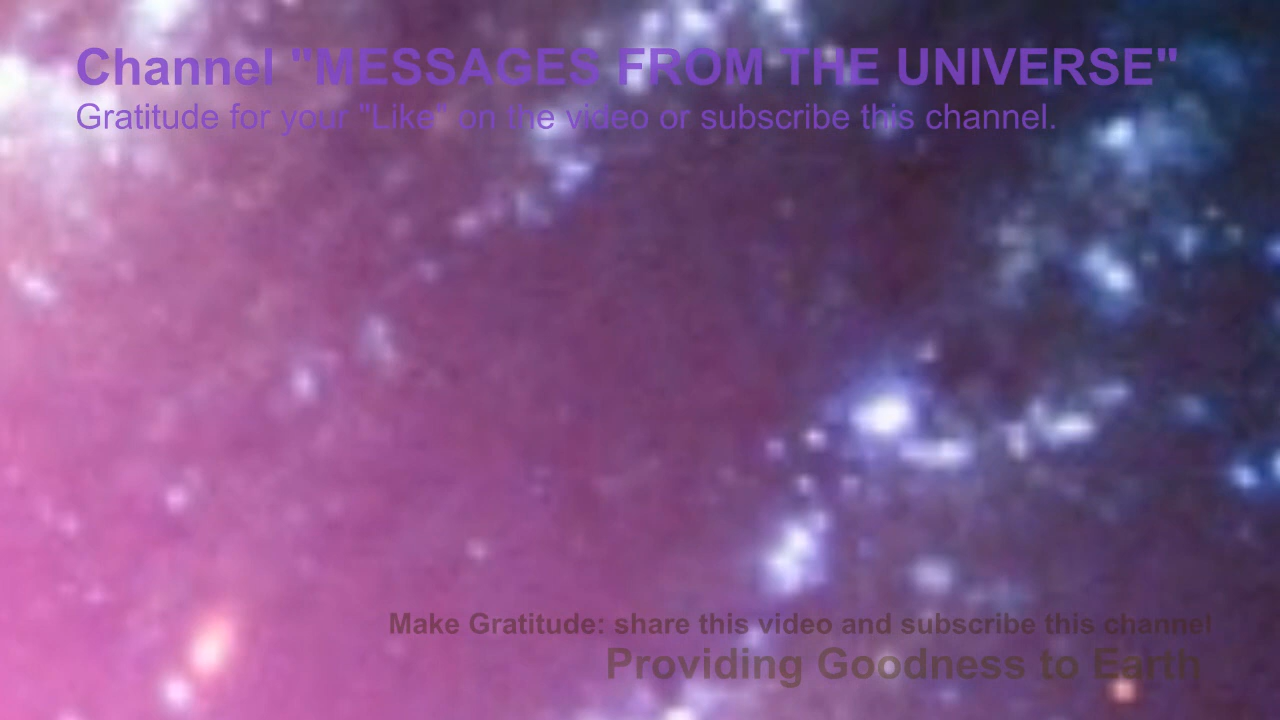 Channel "MESSAGES FROM THE UNIVERSE"
Gratitude for your "Like" on the video or subscribe this channel.
Make Gratitude: share this video and subscribe this channel!
Providing Goodness to Earth